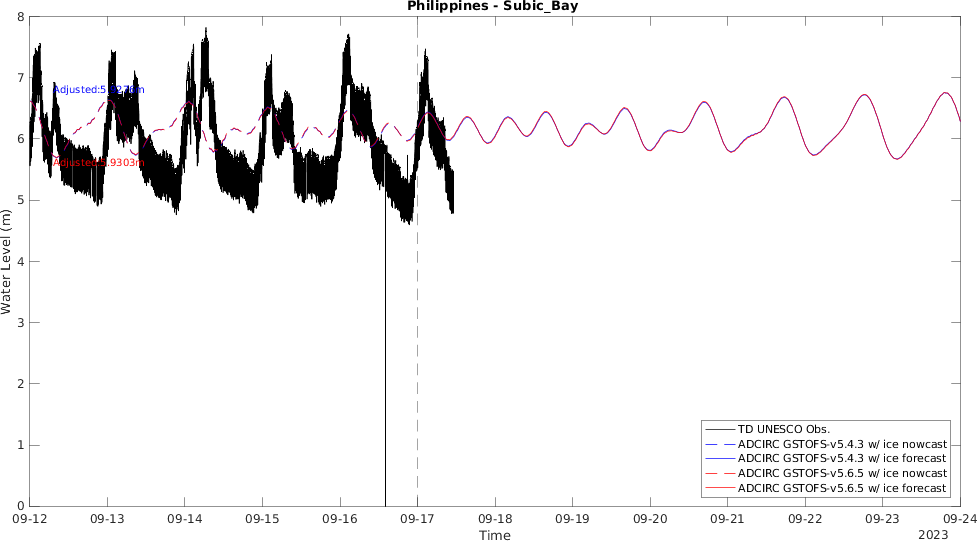 Philippines - Subic_Bay
8
7
6
5
4
3
2
1
0
Water Level (m)
Adjusted:5.
TD UNESCO Obs.
ADCIRC GSTOFS-v5.4.3 w/ ice nowcast
ADCIRC GSTOFS-v5.4.3 w/ ice forecast
ADCIRC GSTOFS-v5.6.5 w/ ice nowcast
ADCIRC GSTOFS-v5.6.5 w/ ice forecast
09-12 09-13 09-14 09-15 09-16 09-17 09-18 09-19 09-20 09-21 09-22 09-23 09-24
Time
2023